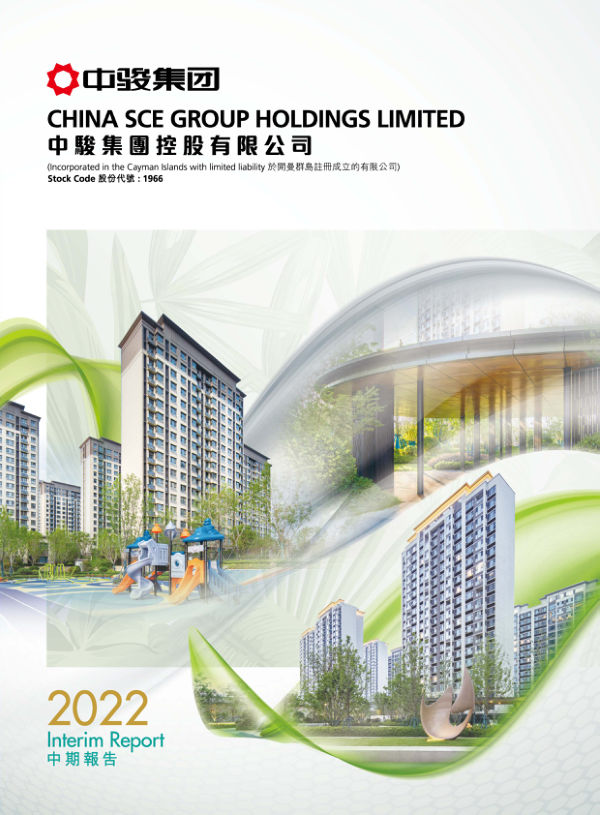 中骏集团
CHINA SCE GROUP HOLDINGS LIMITED
中駿集團控股有限公司
(Incorporated in the Cayman Islands with limited liability 於開曼群島註冊成立的有限公司)
Stock Code 股份代號 : 1966
2022
Interim Report
中期報告